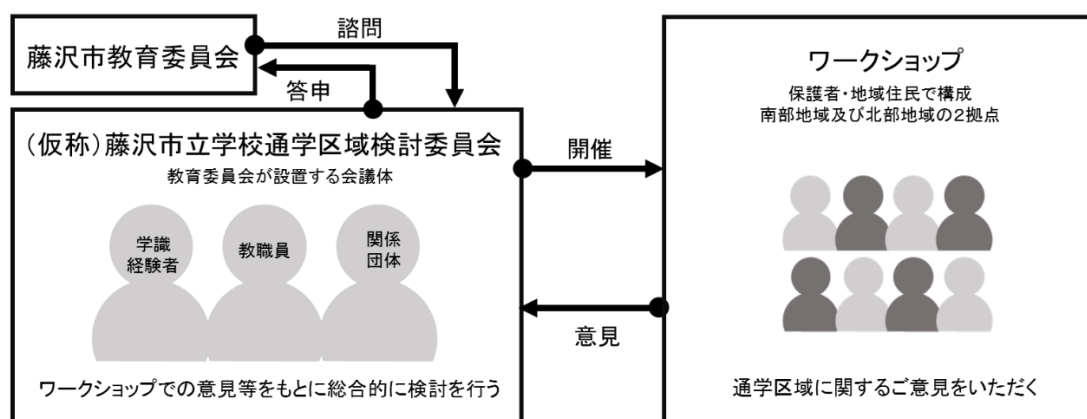 藤沢市教育委員会
諮問
答申
(仮称)藤沢市立学校通学区域検討委員会
教育委員会が設置する会議体
学識
経験者
教職員
関係
団体
ワークショップでの意見等をもとに総合的に検討を行う
開催
意見
ワークショップ
保護者・地域住民で構成
南部地域及び北部地域の2拠点
通学区域に関するご意見をいただく